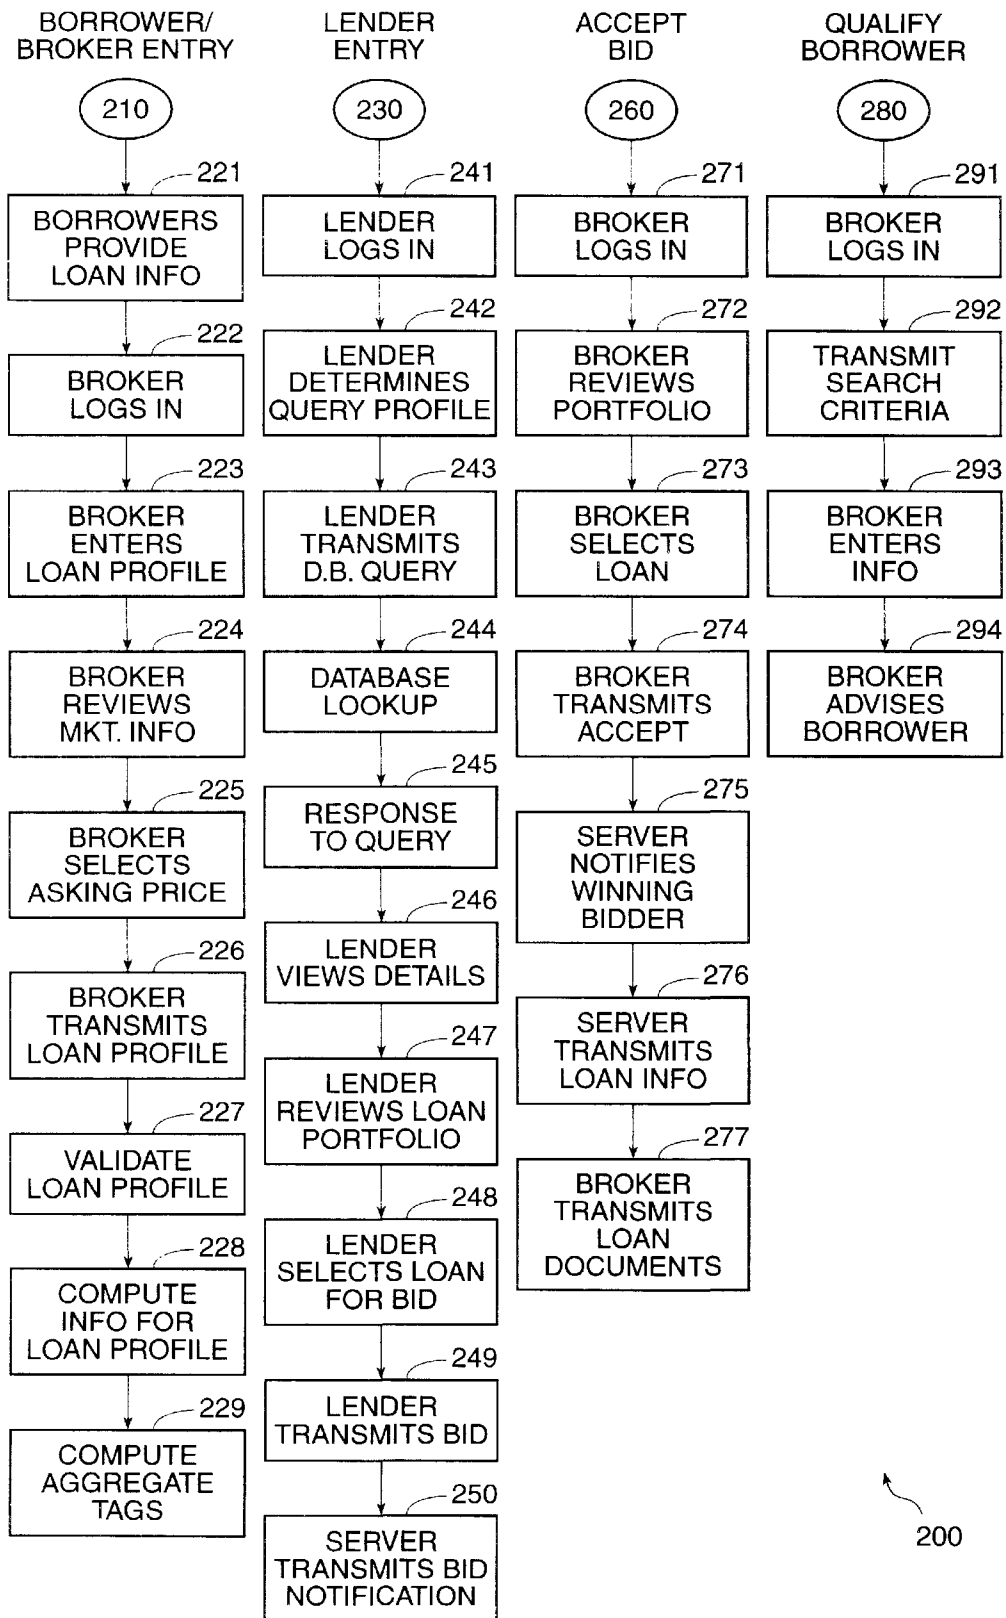 BORROWER/
BROKER ENTRY
210
221
BORROWERS
PROVIDE
LOAN INFO
222
BROKER
LOGS IN
223
BROKER
ENTERS
LOAN PROFILE
224
BROKER
REVIEWS
MKT. INFO
225
BROKER
SELECTS
ASKING PRICE
226
BROKER
TRANSMITS
LOAN PROFILE
227
VALIDATE
LOAN PROFILE
228
COMPUTE
INFO FOR
LOAN PROFILE
229
COMPUTE
AGGREGATE
TAGS
LENDER
ENTRY
230
241
LENDER
LOGS IN
242
LENDER
DETERMINES
QUERY PROFILE
243
LENDER
TRANSMITS
D.B. QUERY
244
DATABASE
LOOKUP
245
RESPONSE
TO QUERY
246
LENDER
VIEWS DETAILS
247
LENDER
REVIEWS LOAN
PORTFOLIO
248
LENDER
SELECTS LOAN
FOR BID
249
LENDER
TRANSMITS BID
250
SERVER
TRANSMITS BID
NOTIFICATION
ACCEPT
BID
260
271
BROKER
LOGS IN
272
BROKER
REVIEWS
PORTFOLIO
273
BROKER
SELECTS
LOAN
274
BROKER
TRANSMITS
ACCEPT
275
SERVER
NOTIFIES
WINNING
BIDDER
276
SERVER
TRANSMITS
LOAN INFO
277
BROKER
TRANSMITS
LOAN
DOCUMENTS
QUALIFY
BORROWER
280
291
BROKER
LOGS IN
292
TRANSMIT
SEARCH
CRITERIA
293
BROKER
ENTERS
INFO
294
BROKER
ADVISES
BORROWER
200